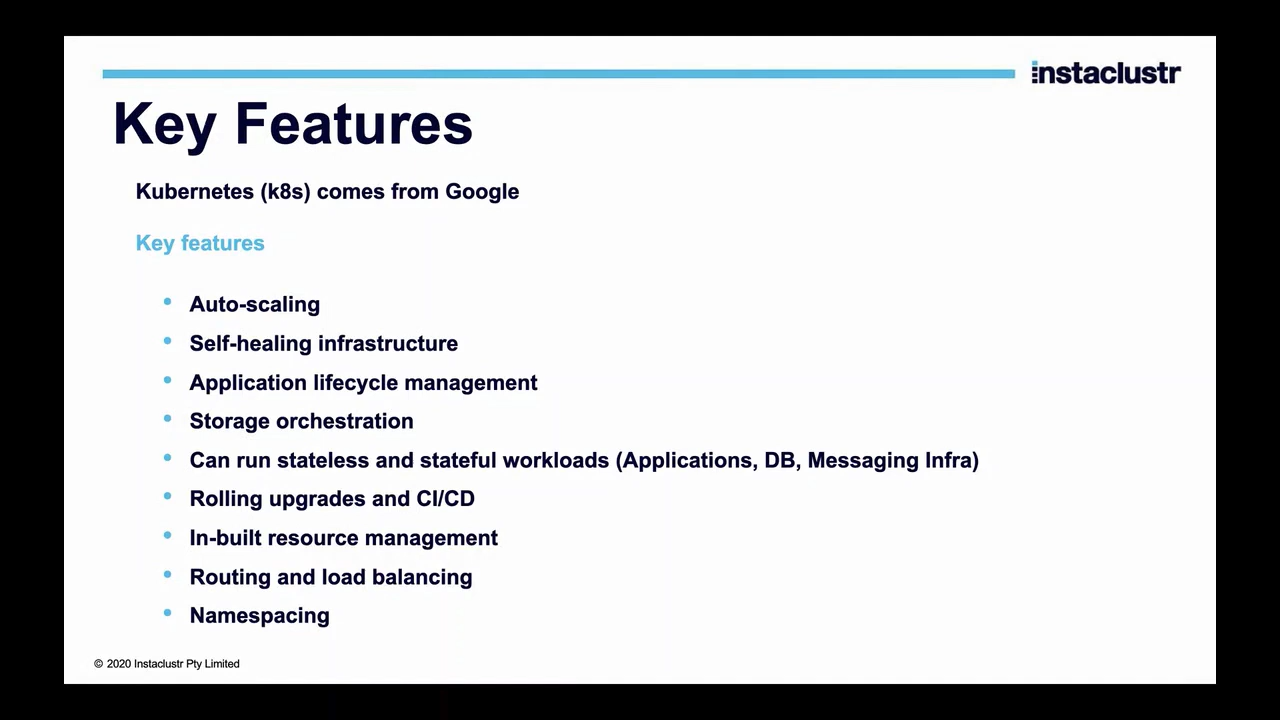 instaclustr
Key Features
Kubernetes (k8s) comes from Google
Key features
• Auto-scaling
• Self-healing infrastructure
• Application lifecycle management
• Storage orchestration
• Can run stateless and stateful workloads (Applications, DB, Messaging Infra)
• Rolling upgrades and CI/CD
• In-built resource management
• Routing and load balancing
• Namespacing
© 2020 Instaclustr Pty Limited